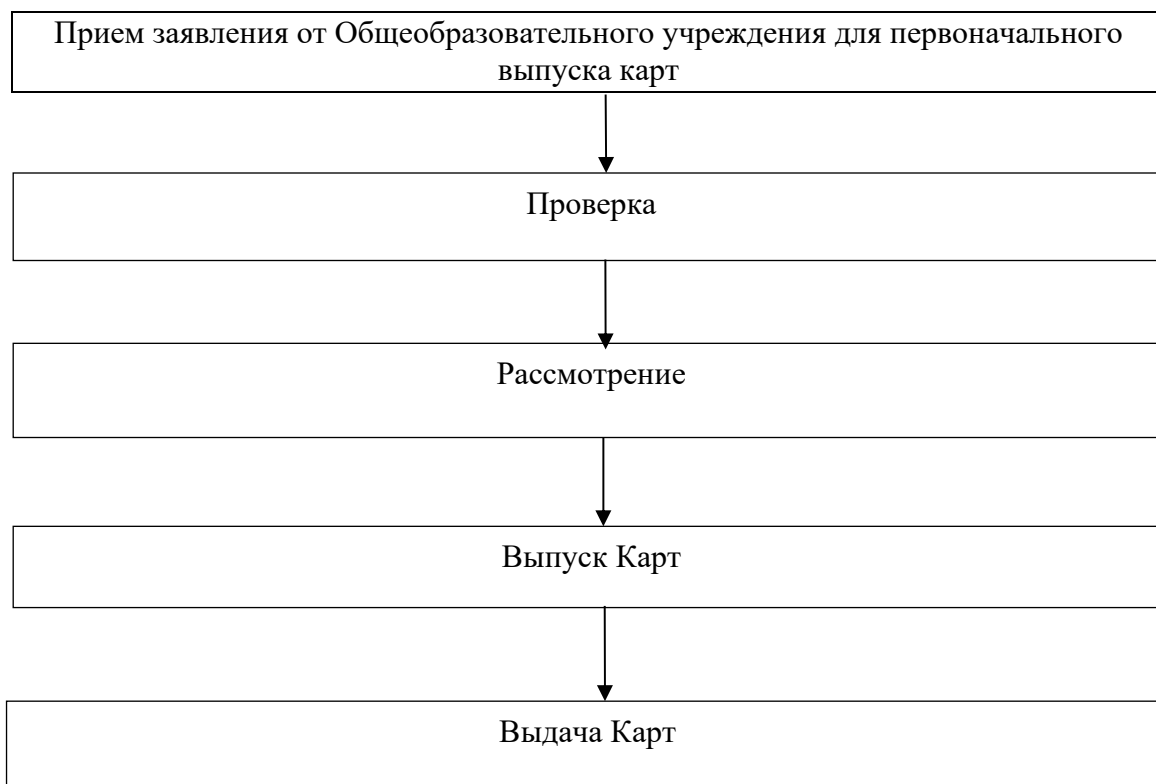 Прием заявления от Общеобразовательного учреждения для первоначального
выпуска карт
Проверка
Рассмотрение
Выпуск Карт
Выдача Карт